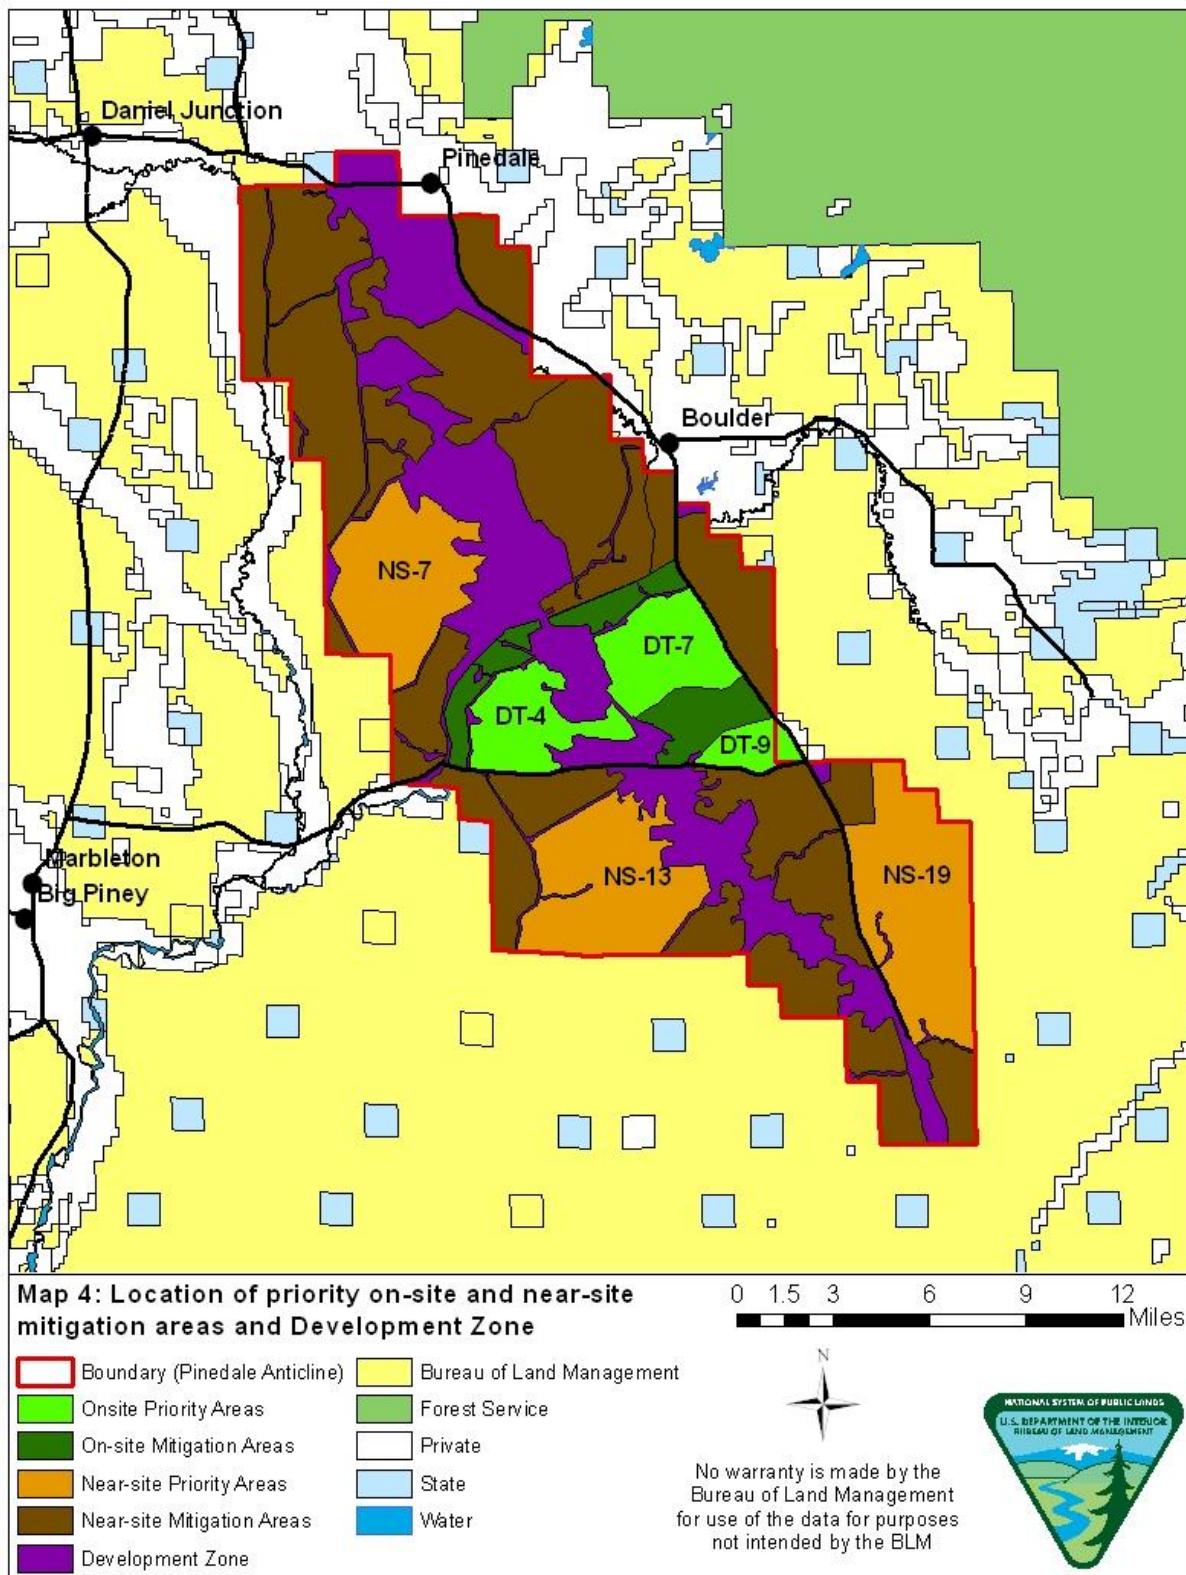 Daniel Junction
Pinedale
Boulder
NS-7
DT-7
DT-4
DT-9
NS-13
NS-19
Marbleton
Big Piney
Map 4: Location of priority on-site and near-site
mitigation areas and Development Zone
0 1.5 3 6 9 12
Miles
Boundary (Pinedale Anticline)
Onsite Priority Areas
On-site Mitigation Areas
Near-site Priority Areas
Near-site Mitigation Areas
Development Zone
Bureau of Land Management
Forest Service
Private
State
Water
N
No warranty is made by the
Bureau of Land Management
for use of the data for purposes
not intended by the BLM
NATIONAL SYSTEM OF PUBLIC LANDS
U.S. DEPARTMENT OF THE INTERIOR
BUREAU OF LAND MANAGEMENT